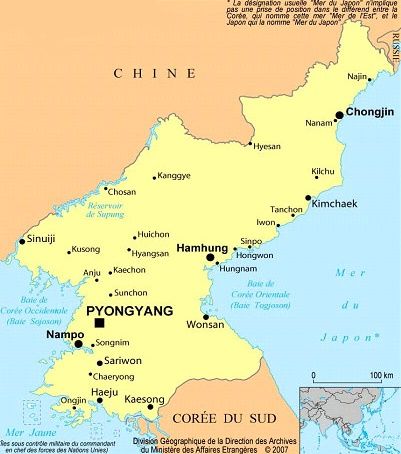 * La désignation usuelle "Mer du Japon" n'implique
pas une prise de position dans le différend entre la
Corée, qui nomme cette mer "Mer de l'Est", et le
Japon qui la nomme "Mer du Japon".
RUSSIE
CHINE
Najin
Chongjin
Nanam
Hyesan
Kilchu
Kanggye
Chosan
Kimchaek
Réservoir
de Supung
Tanchon
Iwon
Sinuiji
Huichon
Sinpo
Kusong
Hyangsan
Hamhung
Hongwon
Hungnam
Anju
Kaechon
Mer
Baie de
Corée Occidentale
(Baie Sojoson)
Sunchon
Baie de
Corée Orientale
(Baie Togjoson)
du
PYONGYANG
Wonsan
Japon*
Nampo
Songnim
Sariwon
Chaeryong
0 100 km
Haeju
Ongjin
Kaesong
CORÉE DU SUD
Mer Jaune
Îles sous contrôle militaire du commandant
en chef des forces des Nations Unies)
Division Géographique de la Direction des Archives
du Ministère des Affaires Etrangères © 2007